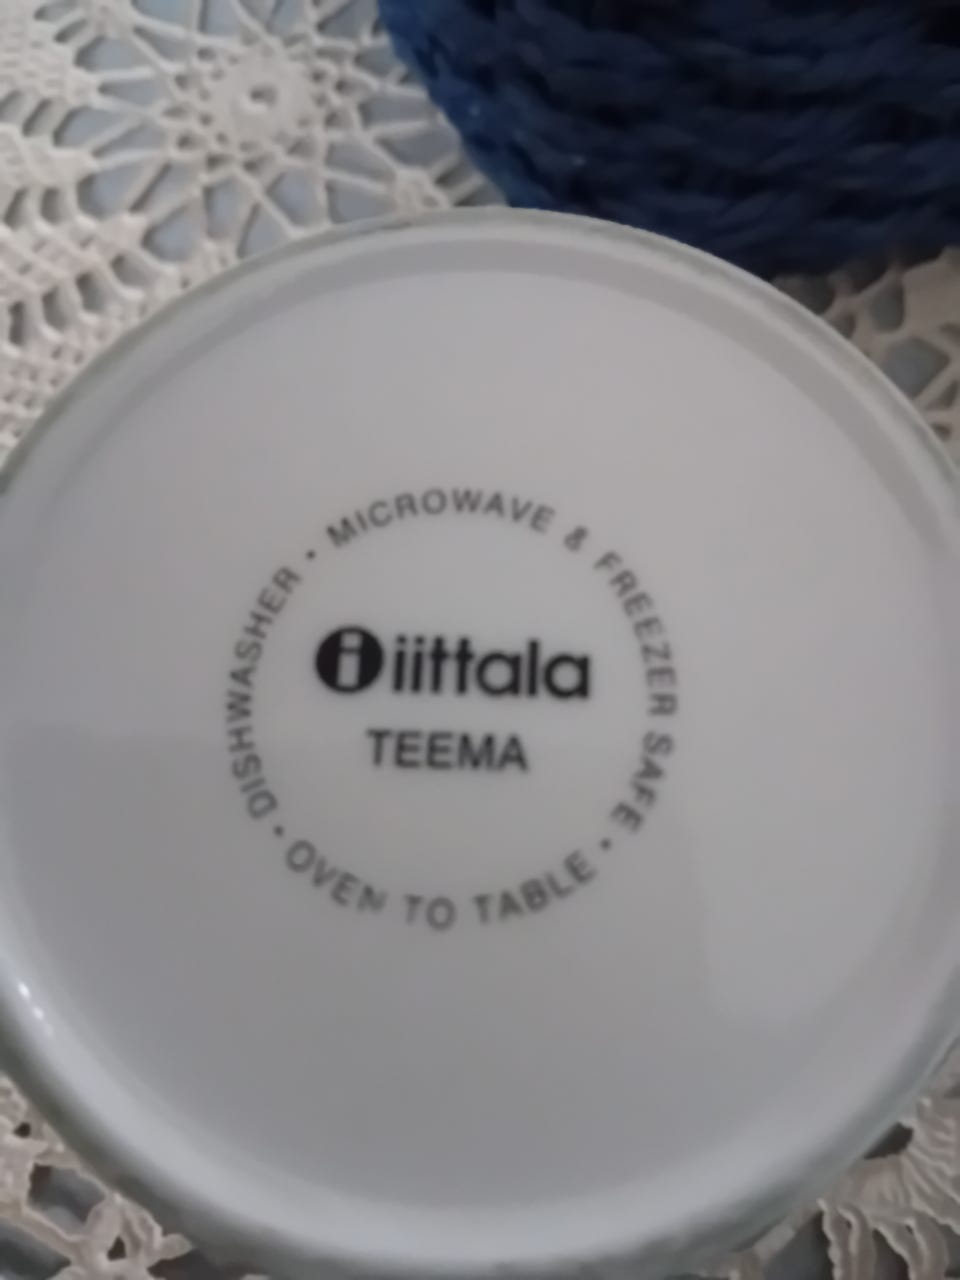 DISHWASHER • MICROWAVE & FREEZER SAFE • OVEN TO TABLE •
i iittala
TEEMA